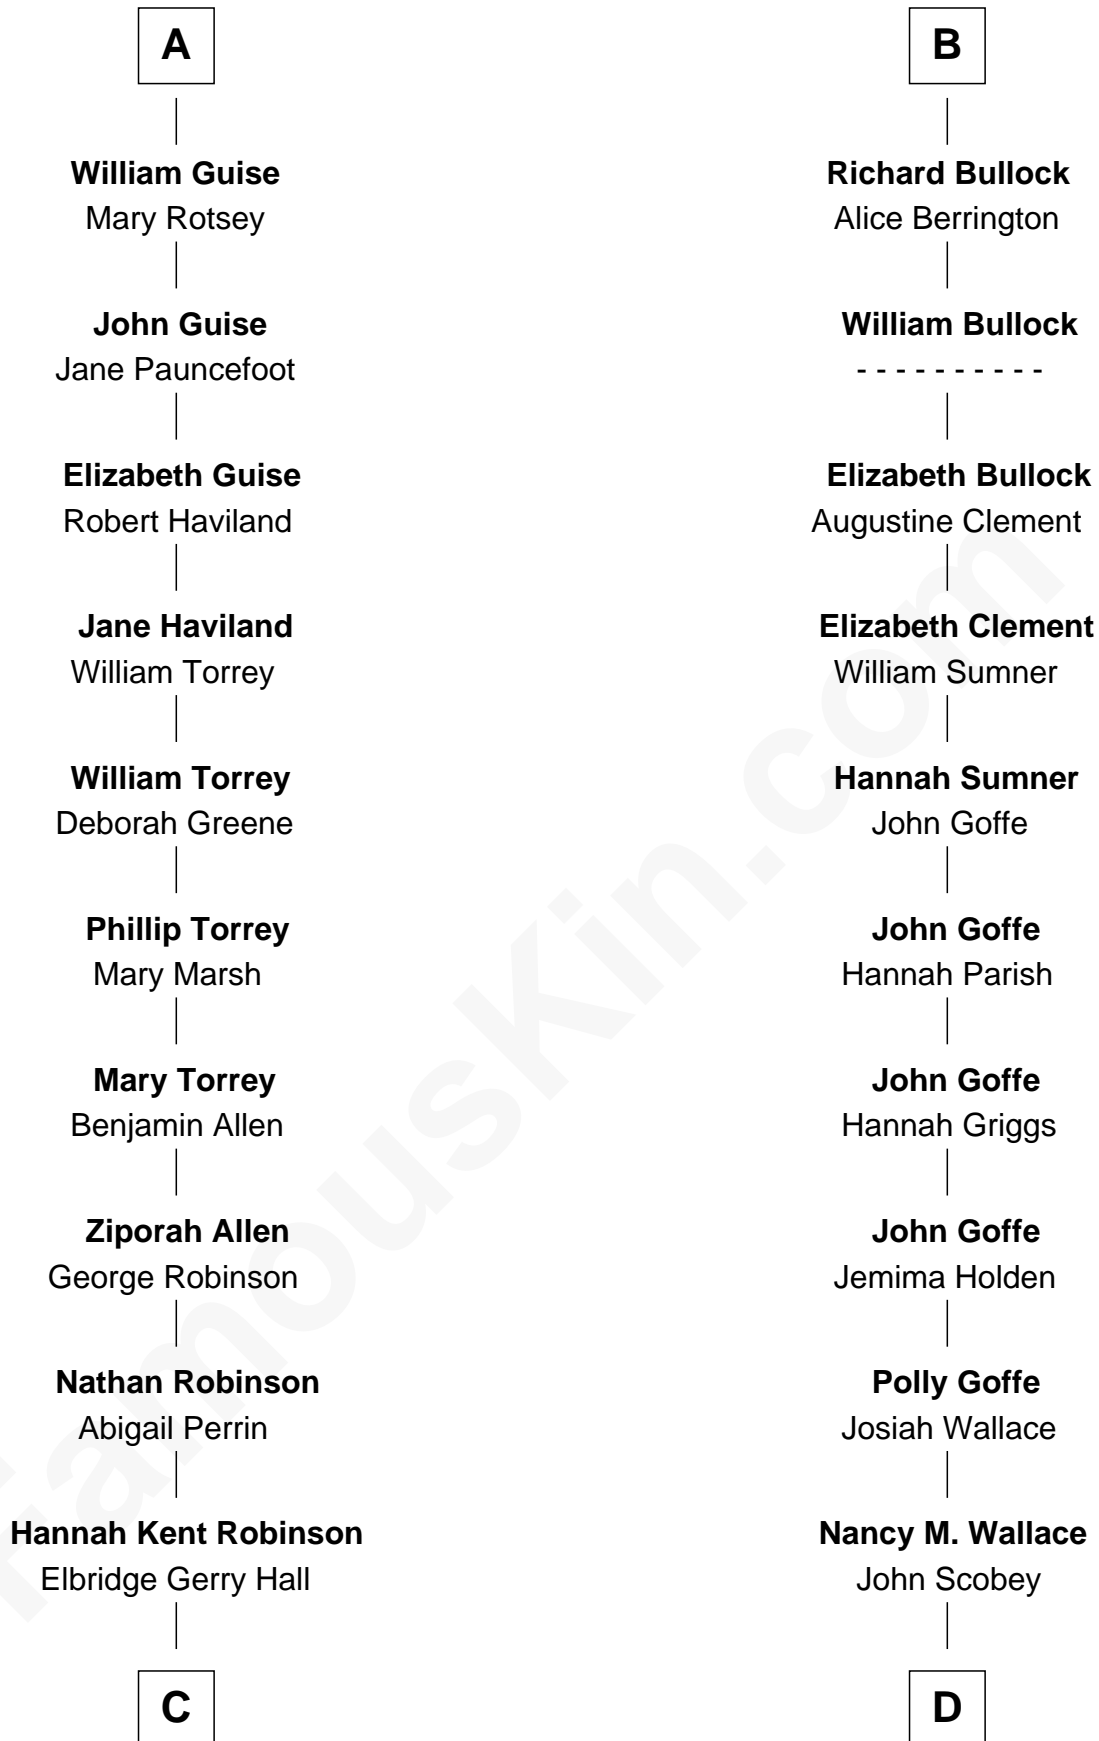 A
William Guise
Mary Rotsey
John Guise
Jane Pauncefoot
Elizabeth Guise
Robert Haviland
Jane Haviland
William Torrey
William Torrey
Deborah Greene
Phillip Torrey
Mary Marsh
Mary Torrey
Benjamin Allen
Ziporah Allen
George Robinson
Nathan Robinson
Abigail Perrin
Hannah Kent Robinson
Elbridge Gerry Hall
C
B
Richard Bullock
Alice Berrington
William Bullock
- - - - - - - - - -
Elizabeth Bullock
Augustine Clement
Elizabeth Clement
William Sumner
Hannah Sumner
John Goffe
John Goffe
Hannah Parish
John Goffe
Hannah Griggs
John Goffe
Jemima Holden
Polly Goffe
Josiah Wallace
Nancy M. Wallace
John Scobey
D
FamousKin.com